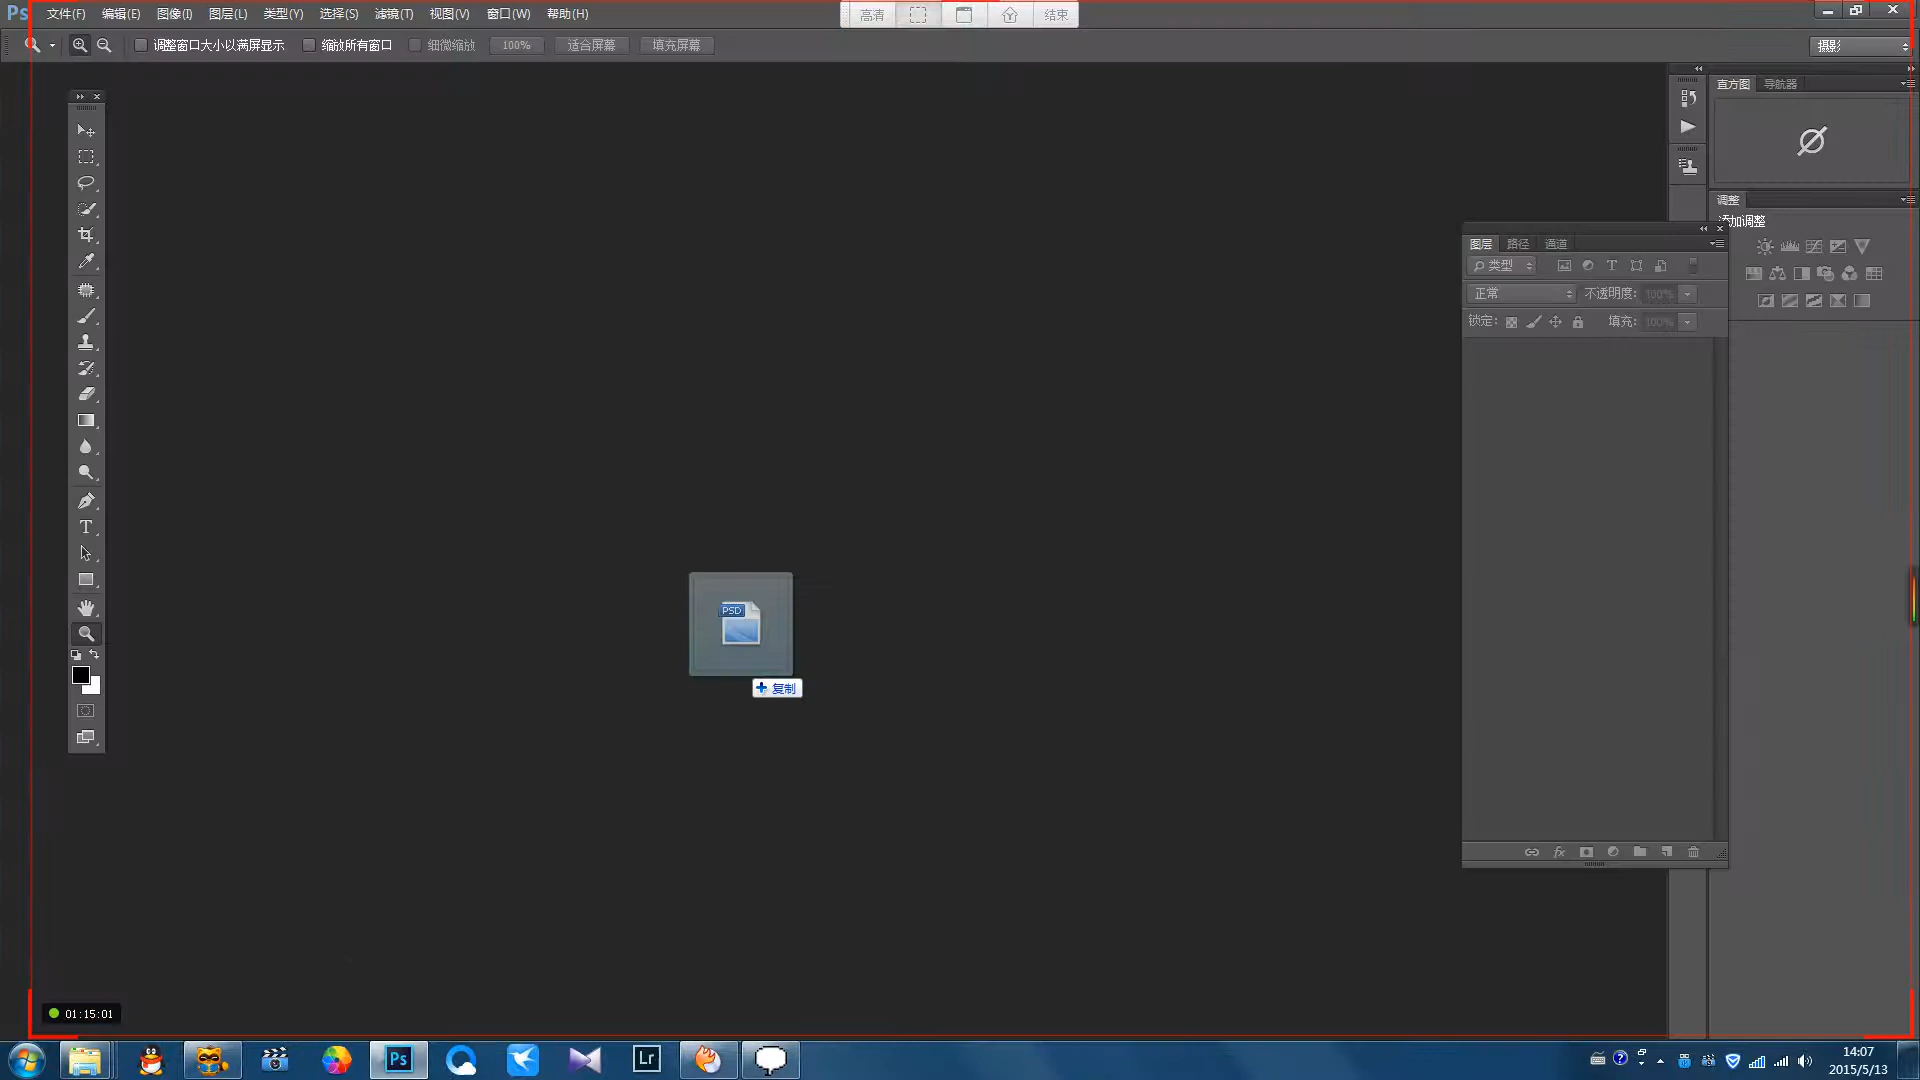 Ps 文件(F) 编辑(E) 图像(I) 图层(L) 类型(Y) 选择(S) 滤镜(T) 视图(V) 窗口(W) 帮助(H)
高清 结束
调整窗口大小以满屏显示 缩放所有窗口 细微缩放 100% 适合屏幕 填充屏幕
摄影
直方图 导航器
调整
添加调整
图层 路径 通道
类型
正常 不透明度: 100%
锁定: 填充: 100%
T
PSD
复制
01:15:01
Ps
Lr
14:07
2015/5/13